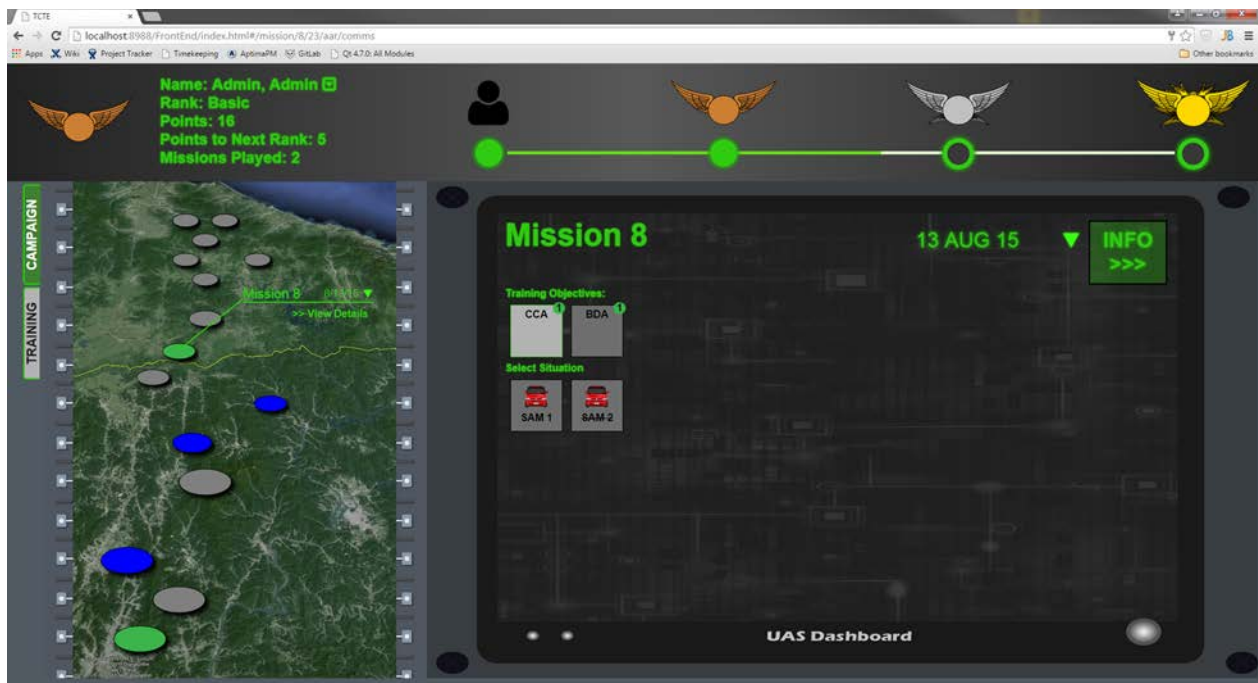 TCTE
localhost:8988/FrontEnd/index.html#/mission/8/23/aar/comms
Apps Wiki Project Tracker Timekeeping AptimaPM GitLab Qt 4.7.0: All Modules Other bookmarks
Name: Admin, Admin
Rank: Basic
Points: 16
Points to Next Rank: 5
Missions Played: 2
CAMPAIGN
TRAINING
Mission 8
>> View Details
Mission 8
13 AUG 15 ▼
INFO
>>>
Training Objectives:
CCA 1 BDA 1
Select Situation
SAM 1 SAM 2
UAS Dashboard